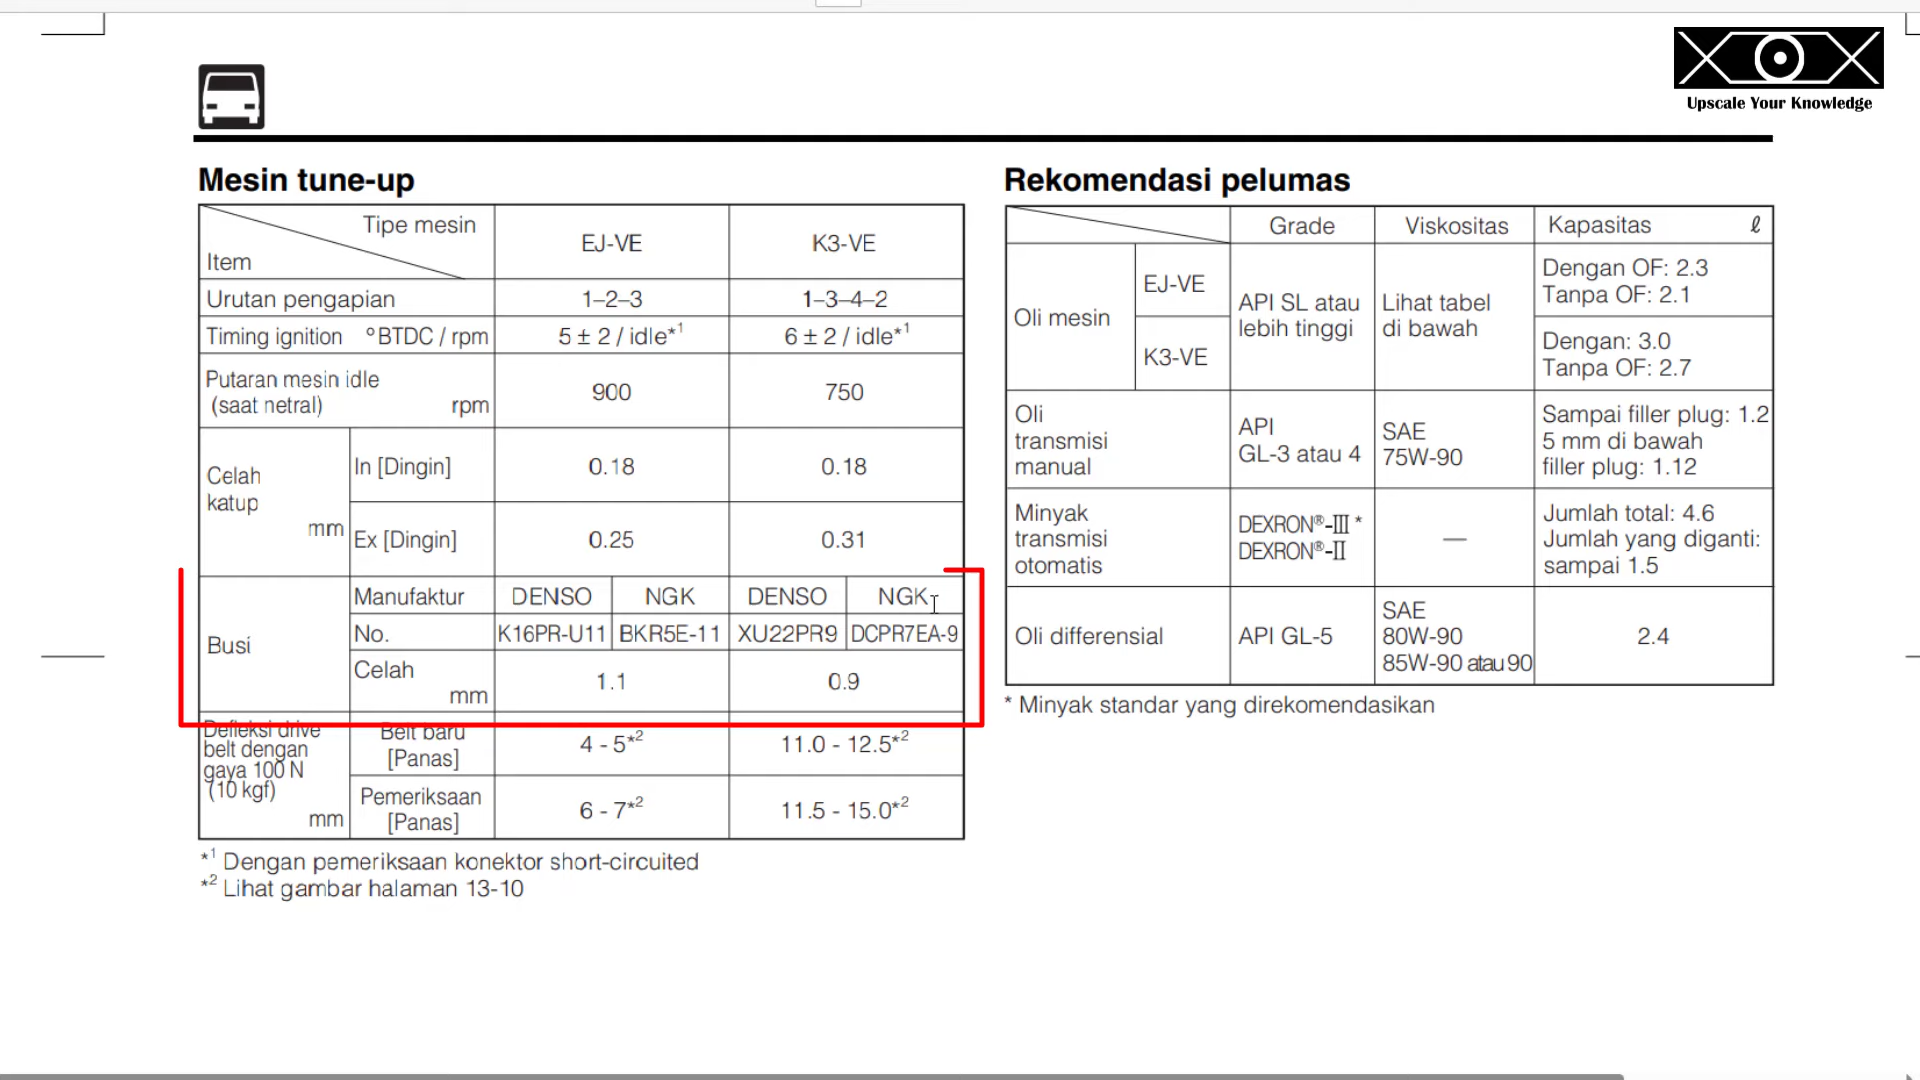 Upscale Your Knowledge
Mesin tune-up
Tipe mesin
Item
EJ-VE
K3-VE
Urutan pengapian
1–2–3
1–3–4–2
Timing ignition °BTDC / rpm
5 ± 2 / idle*1
6 ± 2 / idle*1
Putaran mesin idle
(saat netral) rpm
900
750
Celah
katup
mm
In [Dingin]
0.18
0.18
Ex [Dingin]
0.25
0.31
Busi
Manufaktur
DENSO
NGK
DENSO
NGK
No.
K16PR-U11
BKR5E-11
XU22PR9
DCPR7EA-9
Celah
mm
1.1
0.9
Defleksi drive
belt dengan
gaya 100 N
(10 kgf)
mm
Belt baru
[Panas]
4 - 5*2
11.0 - 12.5*2
Pemeriksaan
[Panas]
6 - 7*2
11.5 - 15.0*2
*1 Dengan pemeriksaan konektor short-circuited
*2 Lihat gambar halaman 13-10
Rekomendasi pelumas
Grade
Viskositas
Kapasitas ℓ
Oli mesin
EJ-VE
K3-VE
API SL atau
lebih tinggi
Lihat tabel
di bawah
Dengan OF: 2.3
Tanpa OF: 2.1
Dengan: 3.0
Tanpa OF: 2.7
Oli
transmisi
manual
API
GL-3 atau 4
SAE
75W-90
Sampai filler plug: 1.2
5 mm di bawah
filler plug: 1.12
Minyak
transmisi
otomatis
DEXRON®-III *
DEXRON®-II
—
Jumlah total: 4.6
Jumlah yang diganti:
sampai 1.5
Oli differensial
API GL-5
SAE
80W-90
85W-90 atau 90
2.4
* Minyak standar yang direkomendasikan